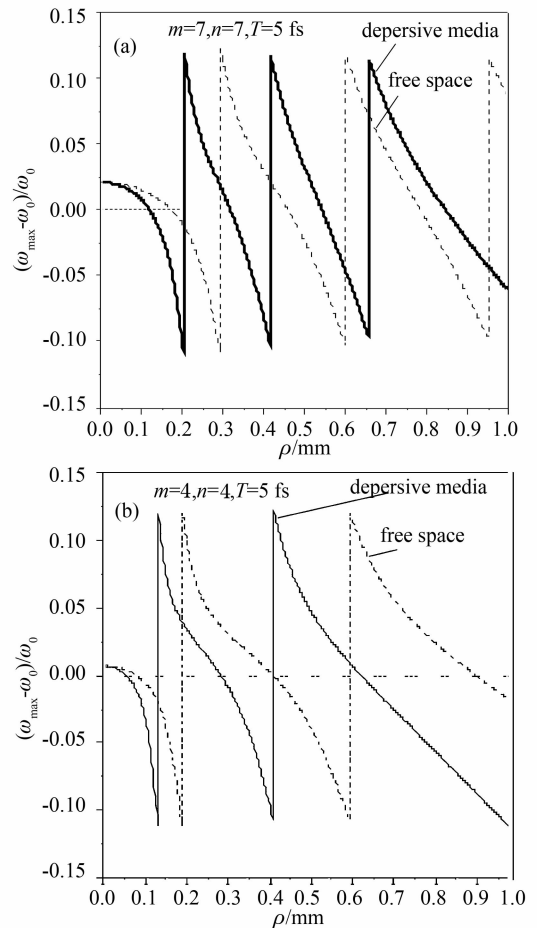 (a)
m=7,n=7,T=5 fs
depersive media
free space
(ωmax-ω0)/ω0
0.15
0.10
0.05
0.00
-0.05
-0.10
-0.15
0.0 0.1 0.2 0.3 0.4 0.5 0.6 0.7 0.8 0.9 1.0
ρ/mm
(b)
m=4,n=4,T=5 fs
depersive media
free space
(ωmax-ω0)/ω0
0.15
0.10
0.05
0.00
-0.05
-0.10
-0.15
0.0 0.1 0.2 0.3 0.4 0.5 0.6 0.7 0.8 0.9 1.0
ρ/mm